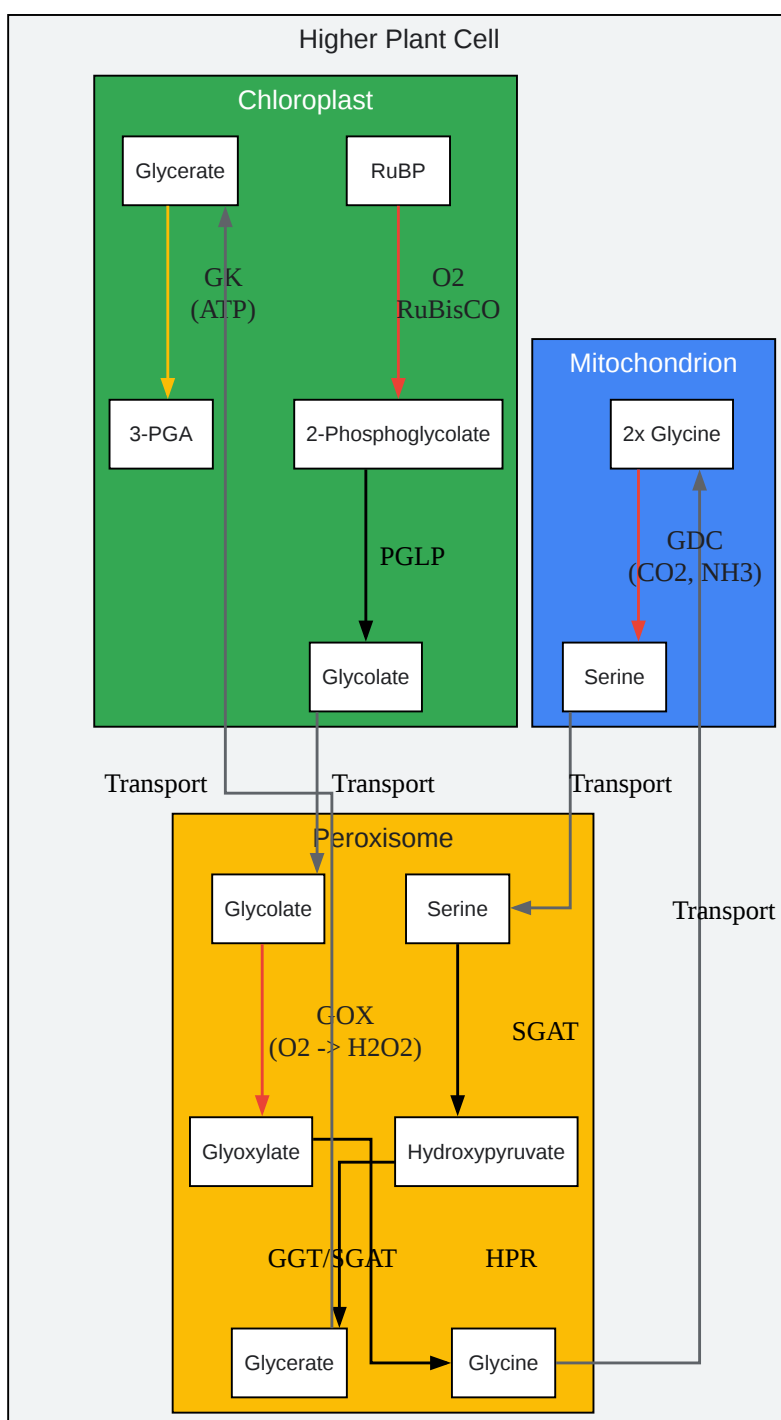 Higher Plant Cell
Chloroplast
Glycerate
RuBP
GK
(ATP)
O2
RuBisCO
3-PGA
2-Phosphoglycolate
PGLP
Glycolate
Mitochondrion
2x Glycine
GDC
(CO2, NH3)
Serine
Transport
Transport
Transport
Transport
Peroxisome
Glycolate
Serine
GOX
(O2 -> H2O2)
SGAT
Glyoxylate
Hydroxypyruvate
GGT/SGAT
HPR
Glycerate
Glycine